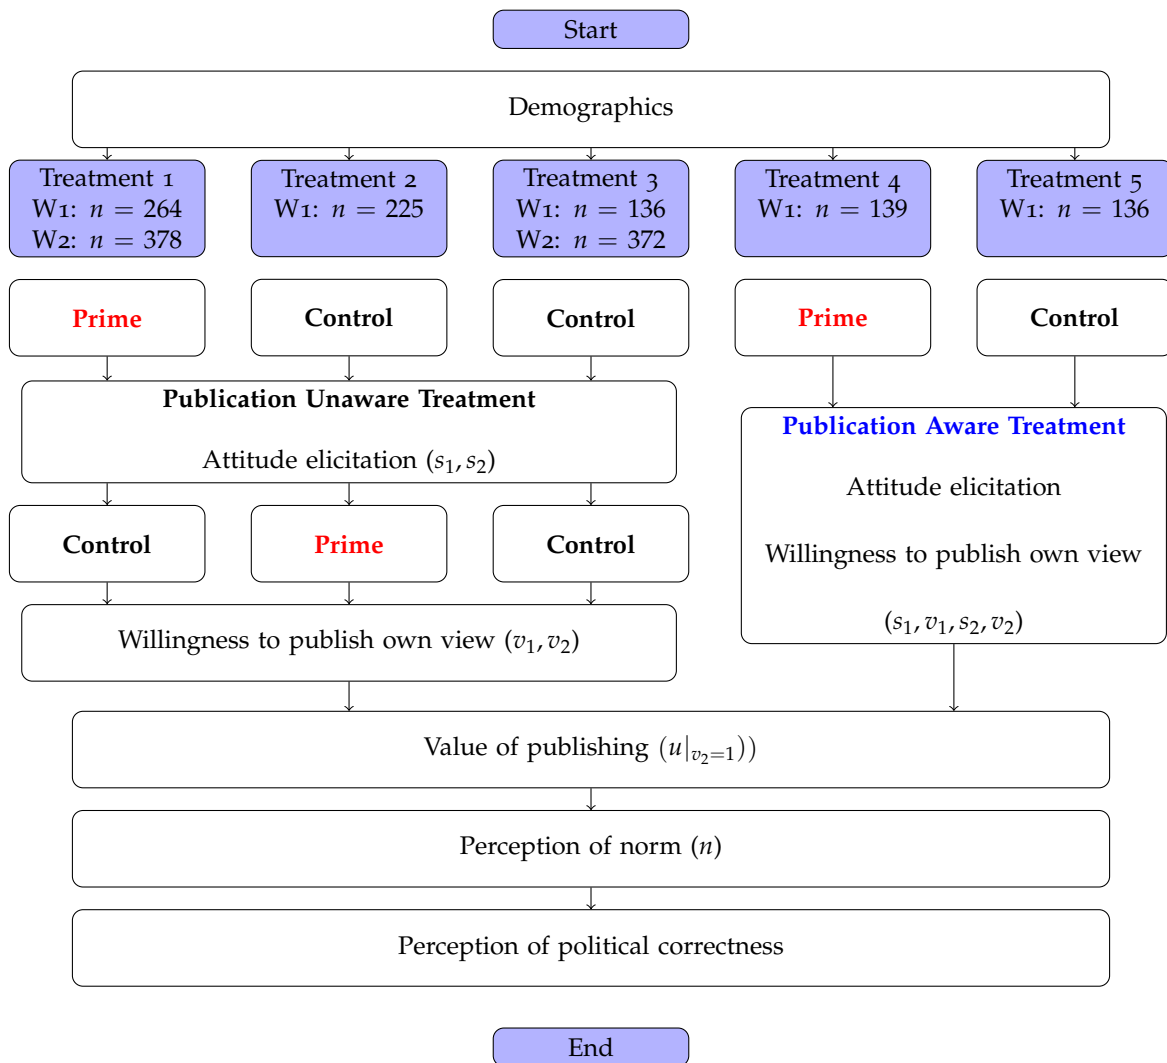 Start
Demographics
Treatment 1
W1: n = 264
W2: n = 378
Treatment 2
W1: n = 225
Treatment 3
W1: n = 136
W2: n = 372
Treatment 4
W1: n = 139
Treatment 5
W1: n = 136
Prime
Control
Control
Prime
Control
Publication Unaware Treatment
Attitude elicitation (s₁, s₂)
Publication Aware Treatment
Attitude elicitation
Willingness to publish own view
(s₁, v₁, s₂, v₂)
Control
Prime
Control
Willingness to publish own view (v₁, v₂)
Value of publishing (u|v₂=1))
Perception of norm (n)
Perception of political correctness
End